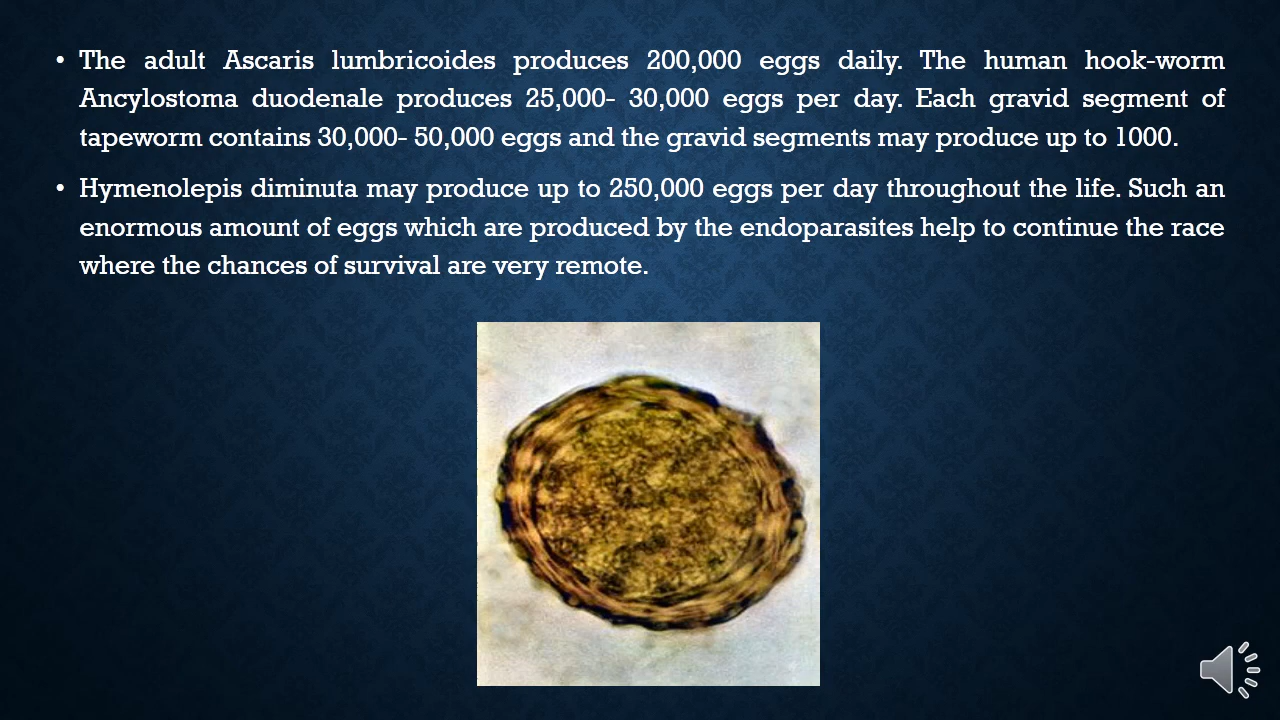 • The adult Ascaris lumbricoides produces 200,000 eggs daily. The human hook-worm
Ancylostoma duodenale produces 25,000- 30,000 eggs per day. Each gravid segment of
tapeworm contains 30,000- 50,000 eggs and the gravid segments may produce up to 1000.
• Hymenolepis diminuta may produce up to 250,000 eggs per day throughout the life. Such an
enormous amount of eggs which are produced by the endoparasites help to continue the race
where the chances of survival are very remote.